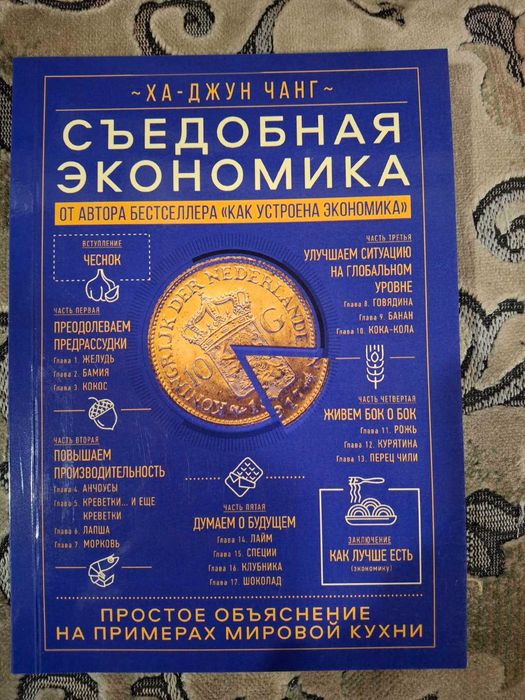 ~ХА-ДЖУН ЧАНГ~
СЪЕДОБНАЯ
ЭКОНОМИКА
ОТ АВТОРА БЕСТСЕЛЛЕРА «КАК УСТРОЕНА ЭКОНОМИКА»
ВСТУПЛЕНИЕ
ЧЕСНОК
ЧАСТЬ ПЕРВАЯ
ПРЕОДОЛЕВАЕМ
ПРЕДРАССУДКИ
Глава 1. ЖЕЛУДЬ
Глава 2. БАМИЯ
Глава 3. КОКОС
ЧАСТЬ ВТОРАЯ
ПОВЫШАЕМ
ПРОИЗВОДИТЕЛЬНОСТЬ
Глава 4. АНЧОУСЫ
Глава 5. КРЕВЕТКИ... И ЕЩЕ
КРЕВЕТКИ
Глава 6. ЛАПША
Глава 7. МОРКОВЬ
KONINGRIJK DER NEDERLANDEN
10 G
ЧАСТЬ ТРЕТЬЯ
УЛУЧШАЕМ СИТУАЦИЮ
НА ГЛОБАЛЬНОМ
УРОВНЕ
Глава 8. ГОВЯДИНА
Глава 9. БАНАН
Глава 10. КОКА-КОЛА
ЧАСТЬ ЧЕТВЕРТАЯ
ЖИВЕМ БОК О БОК
Глава 11. РОЖЬ
Глава 12. КУРЯТИНА
Глава 13. ПЕРЕЦ ЧИЛИ
ЧАСТЬ ПЯТАЯ
ДУМАЕМ О БУДУЩЕМ
Глава 14. ЛАЙМ
Глава 15. СПЕЦИИ
Глава 16. КЛУБНИКА
Глава 17. ШОКОЛАД
ЗАКЛЮЧЕНИЕ
КАК ЛУЧШЕ ЕСТЬ
(экономику)
ПРОСТОЕ ОБЪЯСНЕНИЕ
НА ПРИМЕРАХ МИРОВОЙ КУХНИ